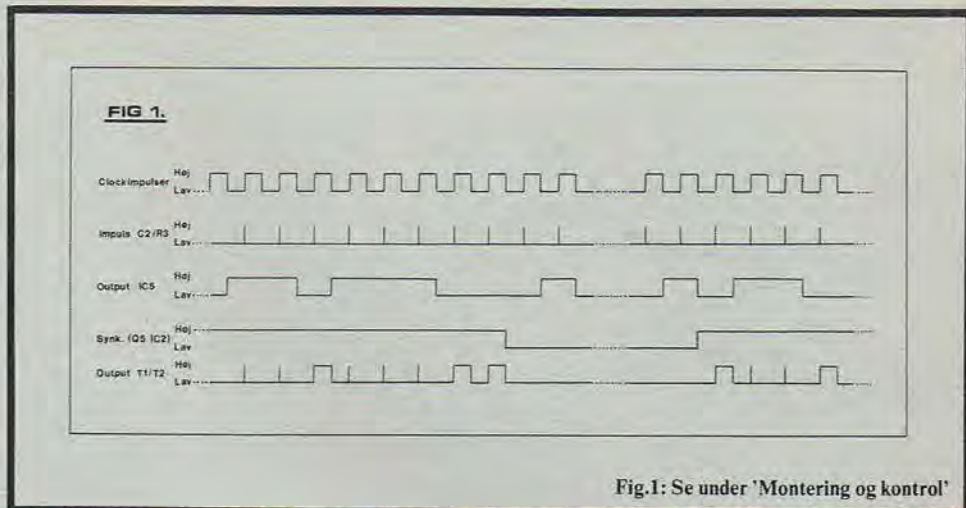 FIG 1.
Clockimpulser Høj
Lav
Impuls C2/R3 Høj
Lav
Output IC5 Høj
Lav
Synk. (Q5 IC2) Høj
Lav
Output T1/T2 Høj
Lav
Fig.1: Se under 'Montering og kontrol'